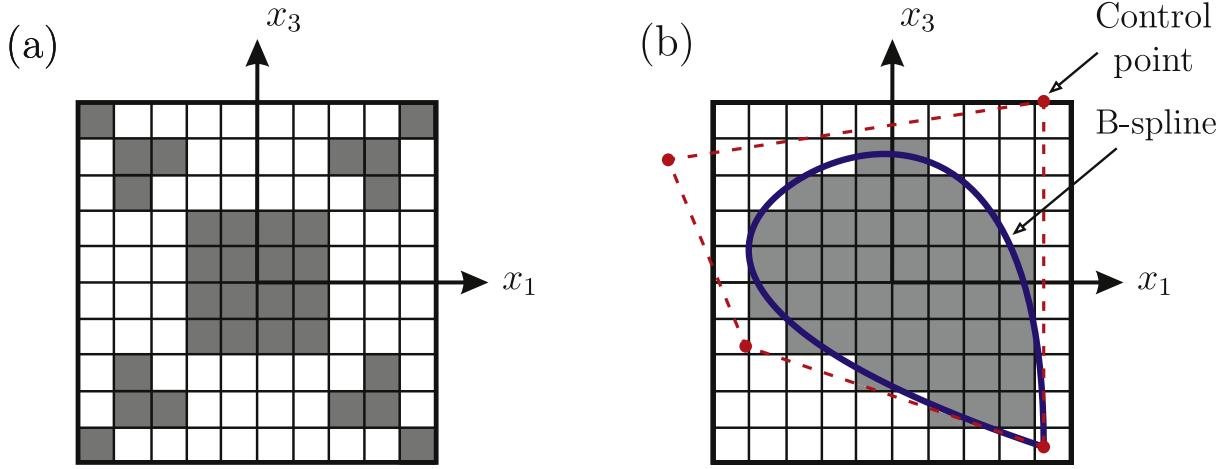 (a)
x₃
x₁
(b)
x₃
Control
point
B-spline
x₁